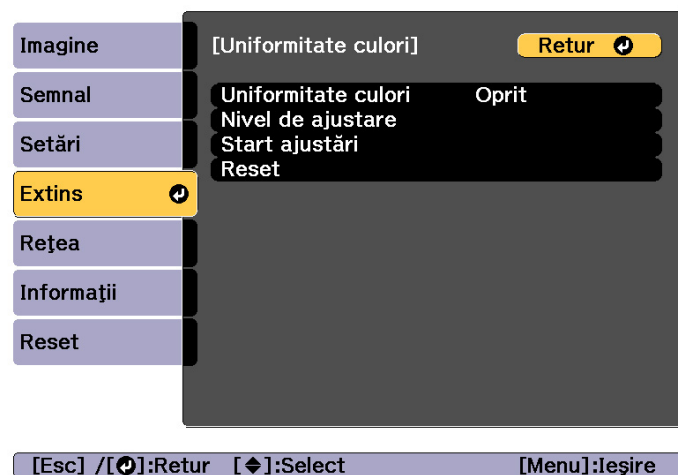 Imagine
Semnal
Setări
Extins
Reţea
Informaţii
Reset
[Uniformitate culori] Retur
Uniformitate culori Oprit
Nivel de ajustare
Start ajustări
Reset
[Esc] /[ ]:Retur [ ]:Select [Menu]:Ieşire